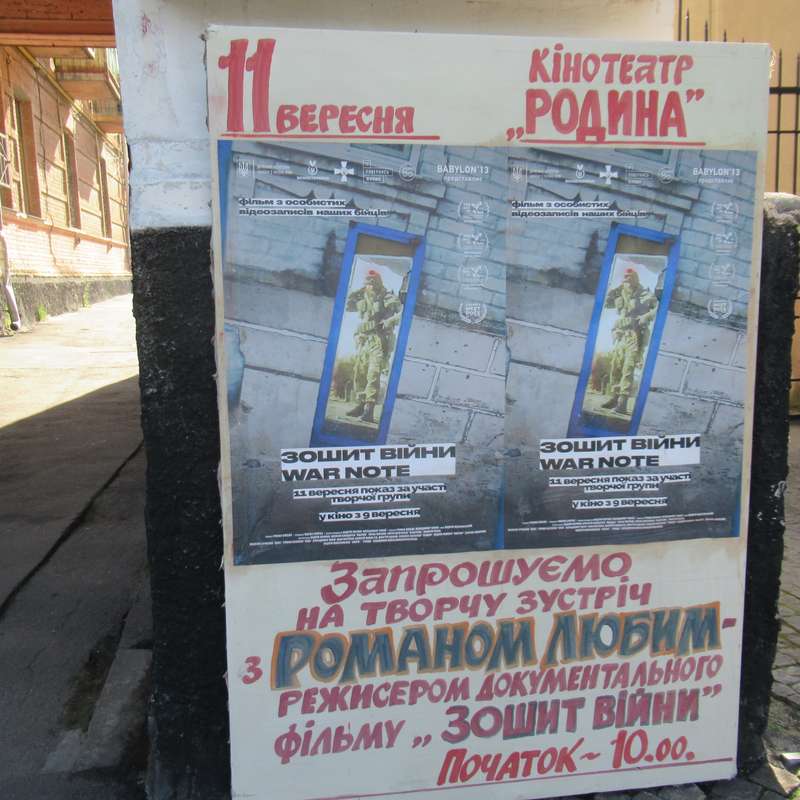 11 ВЕРЕСНЯ
КІНОТЕАТР
„РОДИНА”
BABYLON'13
представляє
фільм з особистих
відеозаписів наших бійців
ЗОШИТ ВІЙНИ
WAR NOTE
11 вересня показ за участі
творчої групи
у кіно з 9 вересня
BABYLON'13
представляє
фільм з особистих
відеозаписів наших бійців
ЗОШИТ ВІЙНИ
WAR NOTE
11 вересня показ за участі
творчої групи
у кіно з 9 вересня
Запрошуємо
НА ТВОРЧУ ЗУСТРІЧ
з РОМАНОМ ЛЮБИМ-
РЕЖИСЕРОМ ДОКУМЕНТАЛЬНОГО
ФІЛЬМУ „ЗОШИТ ВІЙНИ”
ПОЧАТОК ~ 10.00.